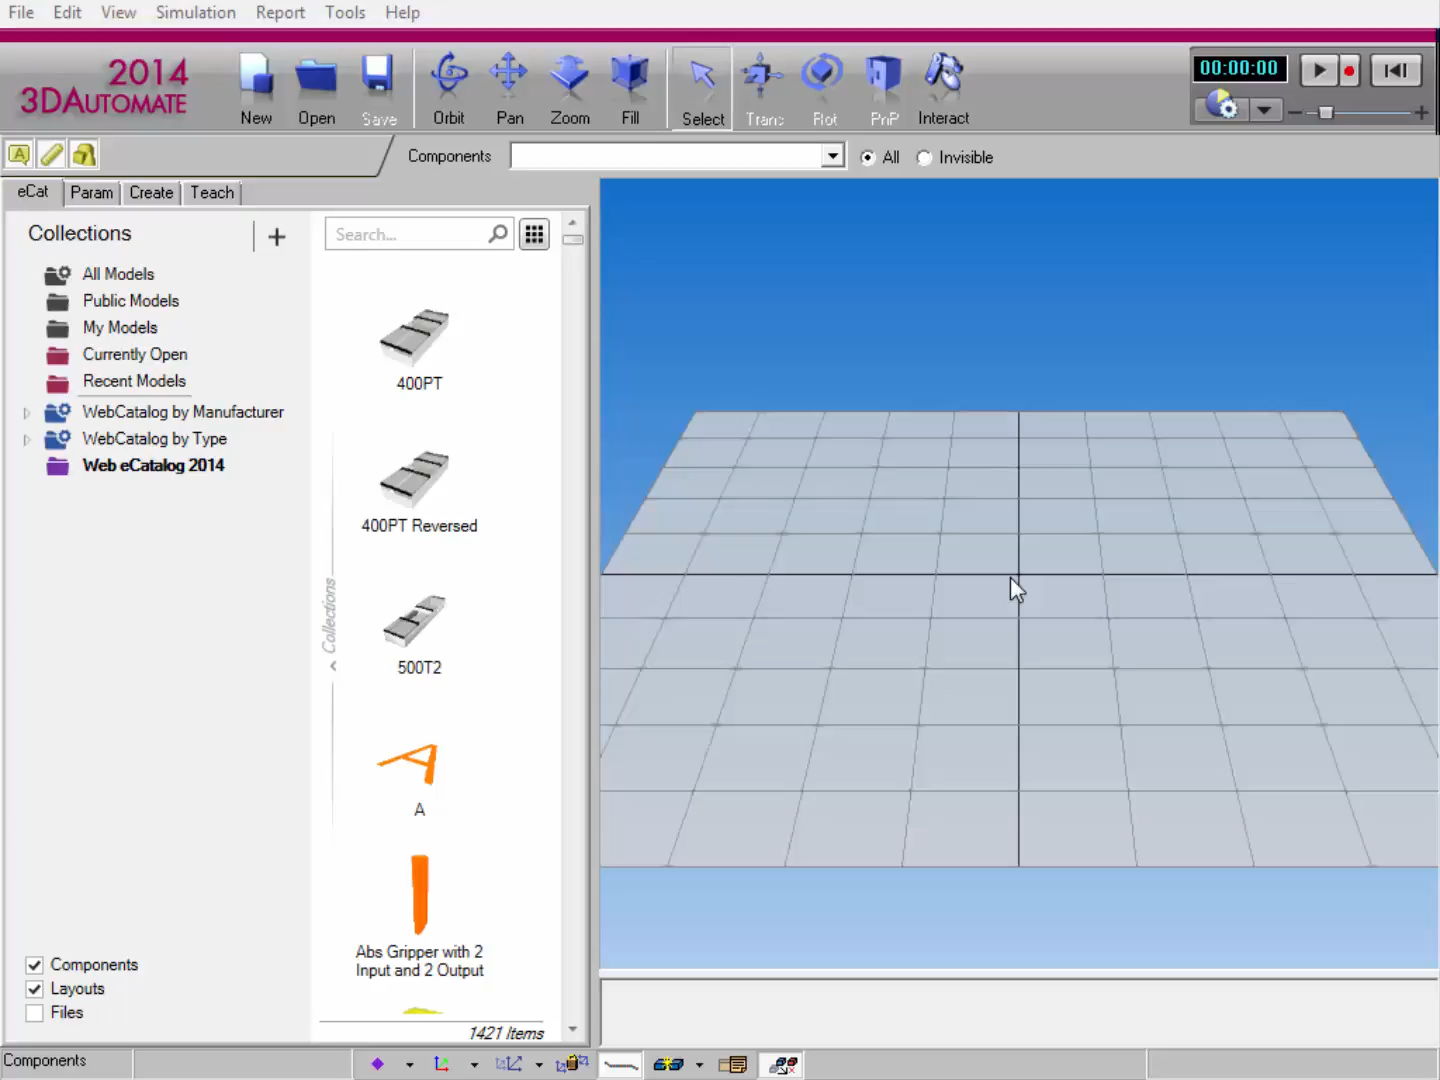 File Edit View Simulation Report Tools Help
2014
3DAUTOMATE
New Open Save Orbit Pan Zoom Fill Select Trans Rot PnP Interact
00:00:00
A Components All Invisible
eCat Param Create Teach
Collections + Search...
All Models
Public Models
My Models
Currently Open
Recent Models
WebCatalog by Manufacturer
WebCatalog by Type
Web eCatalog 2014
400PT
400PT Reversed
Collections
500T2
A
Abs Gripper with 2
Input and 2 Output
Components
Layouts
Files
1421 Items
Components